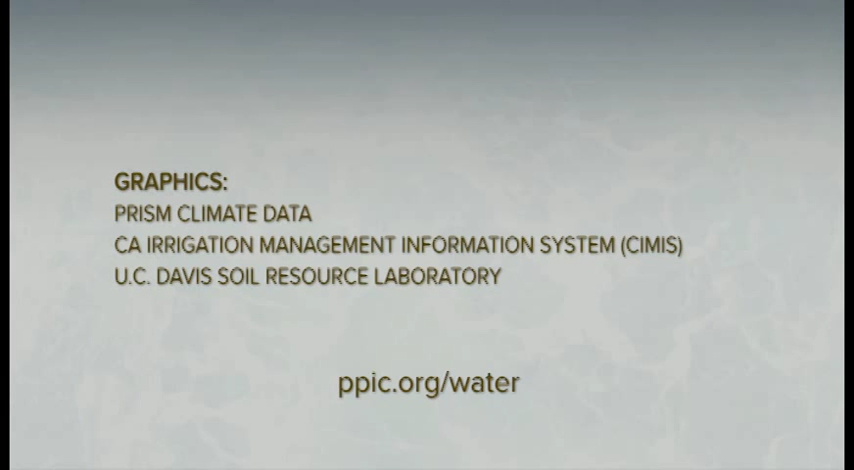 GRAPHICS:
PRISM CLIMATE DATA
CA IRRIGATION MANAGEMENT INFORMATION SYSTEM (CIMIS)
U.C. DAVIS SOIL RESOURCE LABORATORY
ppic.org/water